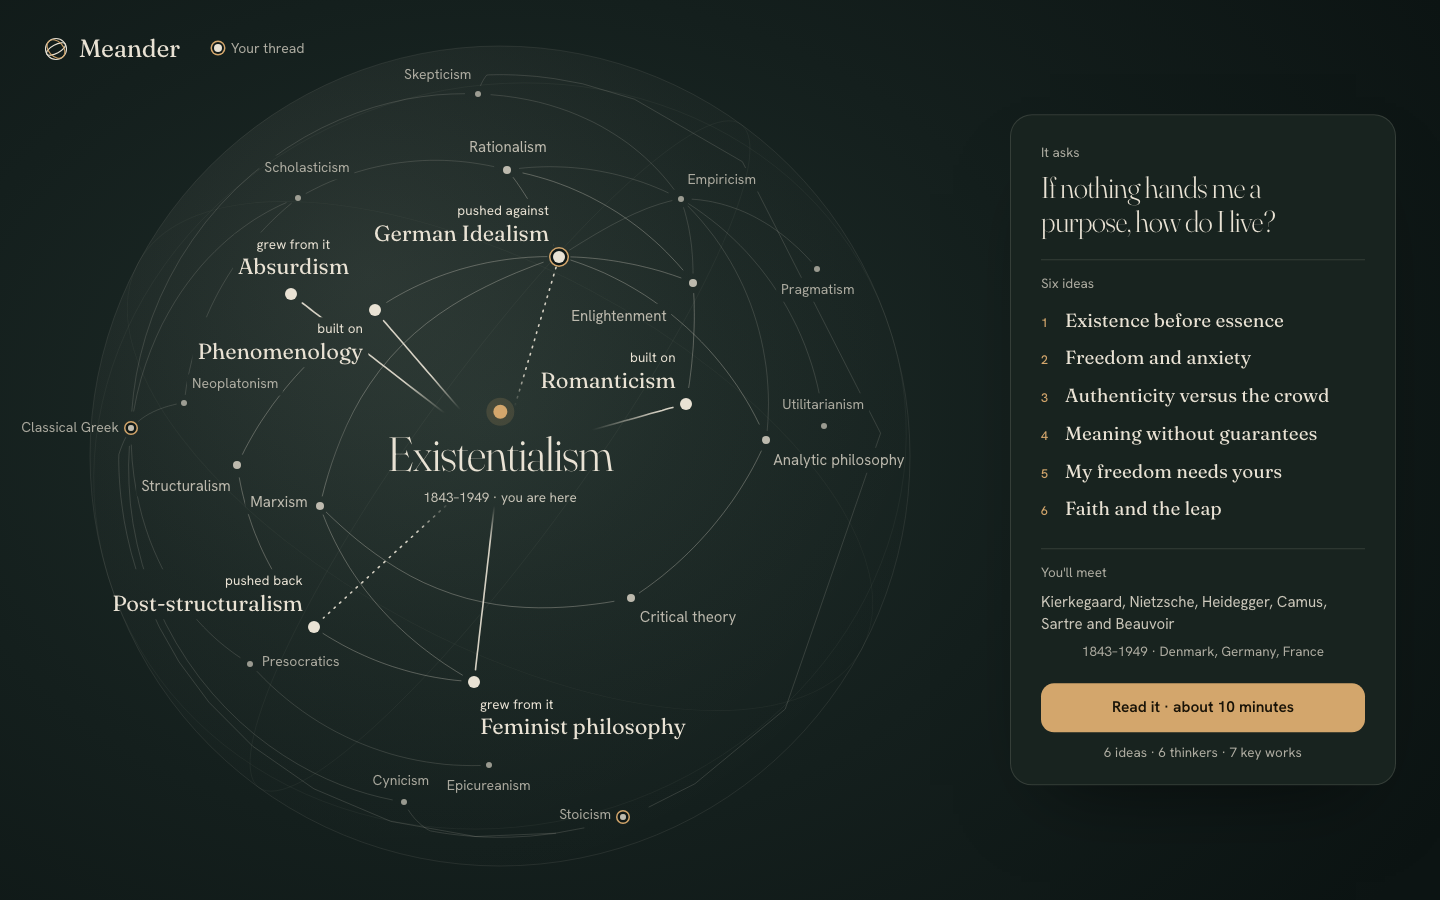 Meander
Your thread
Skepticism
Rationalism
Scholasticism
Empiricism
pushed against
German Idealism
grew from it
Absurdism
Pragmatism
Enlightenment
built on
Phenomenology
built on
Romanticism
Neoplatonism
Utilitarianism
Classical Greek
Existentialism
1843–1949 · you are here
Analytic philosophy
Structuralism
Marxism
pushed back
Post-structuralism
Critical theory
Presocratics
grew from it
Feminist philosophy
Cynicism
Epicureanism
Stoicism
It asks
If nothing hands me a
purpose, how do I live?
Six ideas
1 Existence before essence
2 Freedom and anxiety
3 Authenticity versus the crowd
4 Meaning without guarantees
5 My freedom needs yours
6 Faith and the leap
You'll meet
Kierkegaard, Nietzsche, Heidegger, Camus,
Sartre and Beauvoir
1843–1949 · Denmark, Germany, France
Read it · about 10 minutes
6 ideas · 6 thinkers · 7 key works